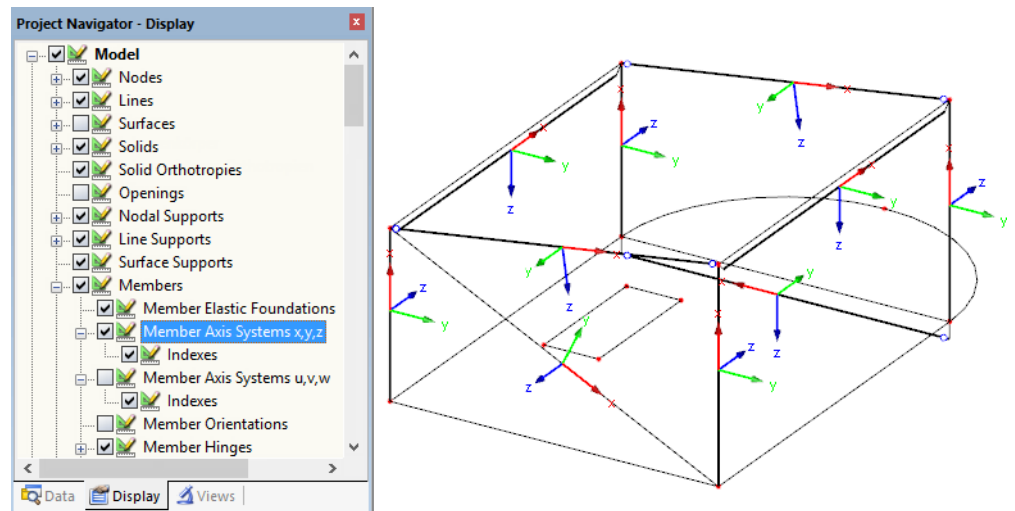 Project Navigator - Display
x
Model
Nodes
Lines
Surfaces
Solids
Solid Orthotropies
Openings
Nodal Supports
Line Supports
Surface Supports
Members
Member Elastic Foundations
Member Axis Systems x,y,z
Indexes
Member Axis Systems u,v,w
Indexes
Member Orientations
Member Hinges
Data Display Views
x y z
x y z
x y z
x y z
x y z
x y z
x y z
x y z
x y z
x y z